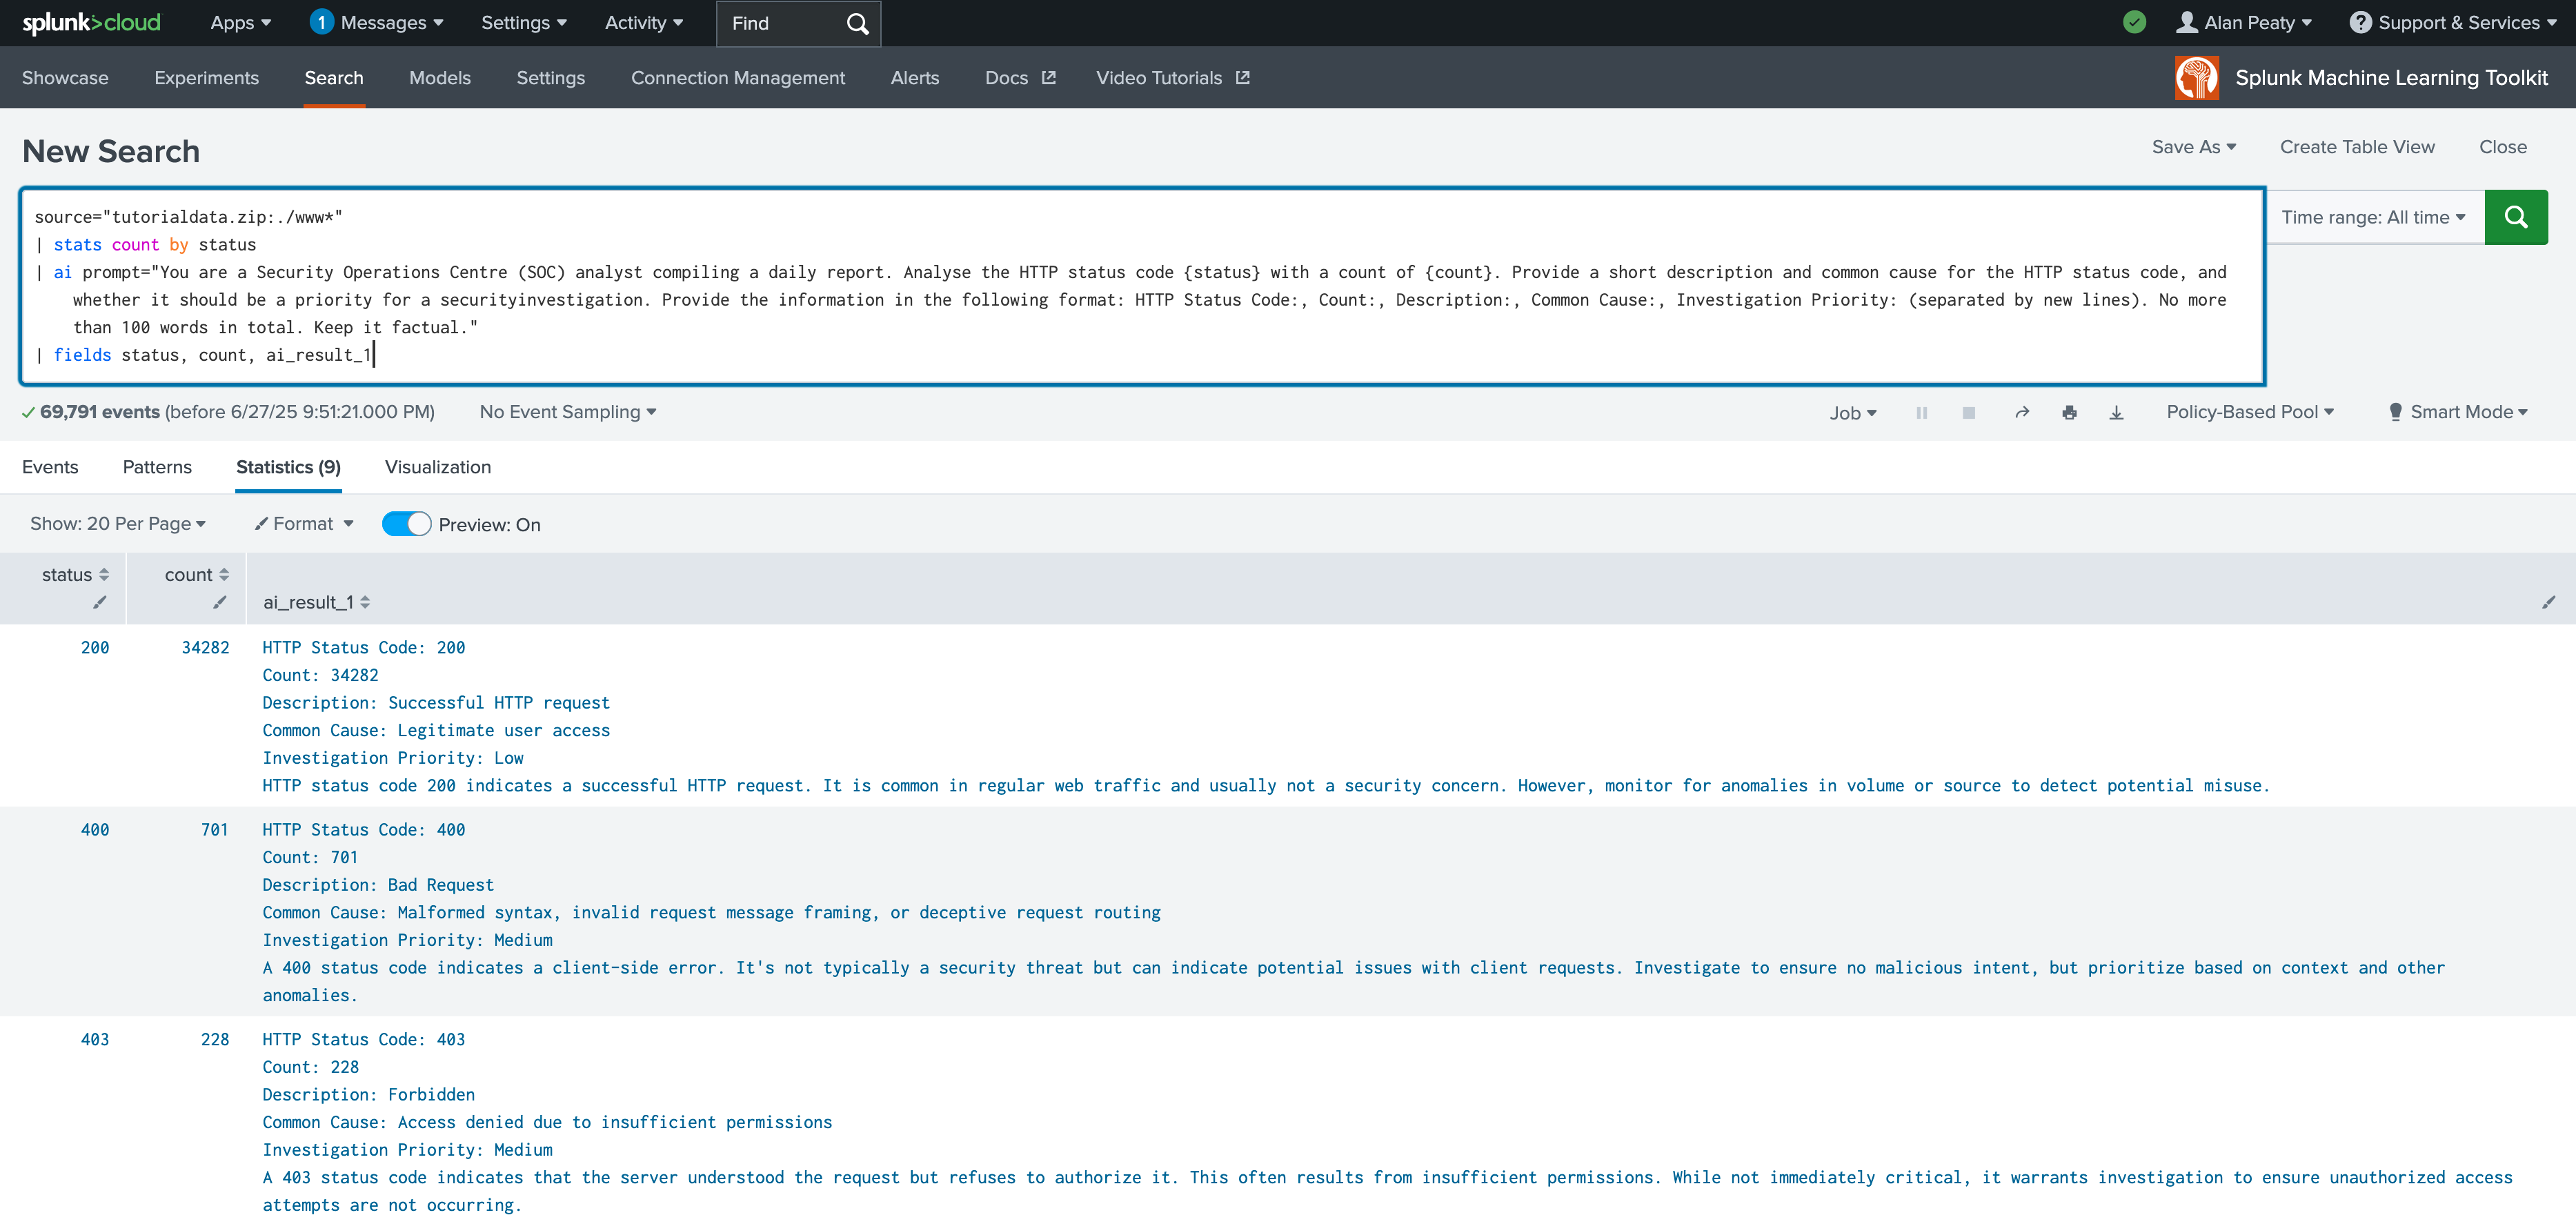 splunk>cloud Apps 1 Messages Settings Activity Find Alan Peaty ? Support & Services
Showcase Experiments Search Models Settings Connection Management Alerts Docs Video Tutorials Splunk Machine Learning Toolkit
New Search Save As Create Table View Close
source="tutorialdata.zip:./www*" Time range: All time
| stats count by status
| ai prompt="You are a Security Operations Centre (SOC) analyst compiling a daily report. Analyse the HTTP status code {status} with a count of {count}. Provide a short description and common cause for the HTTP status code, and
whether it should be a priority for a securityinvestigation. Provide the information in the following format: HTTP Status Code:, Count:, Description:, Common Cause:, Investigation Priority: (separated by new lines). No more
than 100 words in total. Keep it factual."
| fields status, count, ai_result_1
69,791 events (before 6/27/25 9:51:21.000 PM) No Event Sampling Job Policy-Based Pool Smart Mode
Events Patterns Statistics (9) Visualization
Show: 20 Per Page Format Preview: On
status count
ai_result_1
200 34282 HTTP Status Code: 200
Count: 34282
Description: Successful HTTP request
Common Cause: Legitimate user access
Investigation Priority: Low
HTTP status code 200 indicates a successful HTTP request. It is common in regular web traffic and usually not a security concern. However, monitor for anomalies in volume or source to detect potential misuse.
400 701 HTTP Status Code: 400
Count: 701
Description: Bad Request
Common Cause: Malformed syntax, invalid request message framing, or deceptive request routing
Investigation Priority: Medium
A 400 status code indicates a client-side error. It's not typically a security threat but can indicate potential issues with client requests. Investigate to ensure no malicious intent, but prioritize based on context and other
anomalies.
403 228 HTTP Status Code: 403
Count: 228
Description: Forbidden
Common Cause: Access denied due to insufficient permissions
Investigation Priority: Medium
A 403 status code indicates that the server understood the request but refuses to authorize it. This often results from insufficient permissions. While not immediately critical, it warrants investigation to ensure unauthorized access
attempts are not occurring.